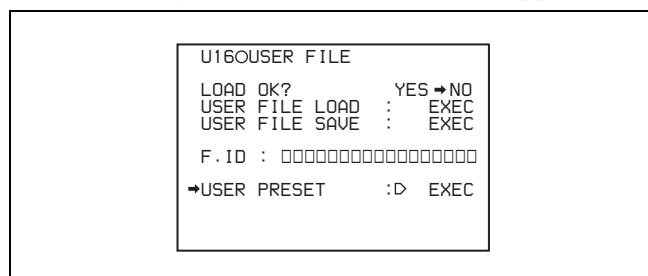 U16○USER FILE
LOAD OK? YES ➡ NO
USER FILE LOAD : EXEC
USER FILE SAVE : EXEC
F.ID : □□□□□□□□□□□□□□□□□
➡USER PRESET :▷ EXEC